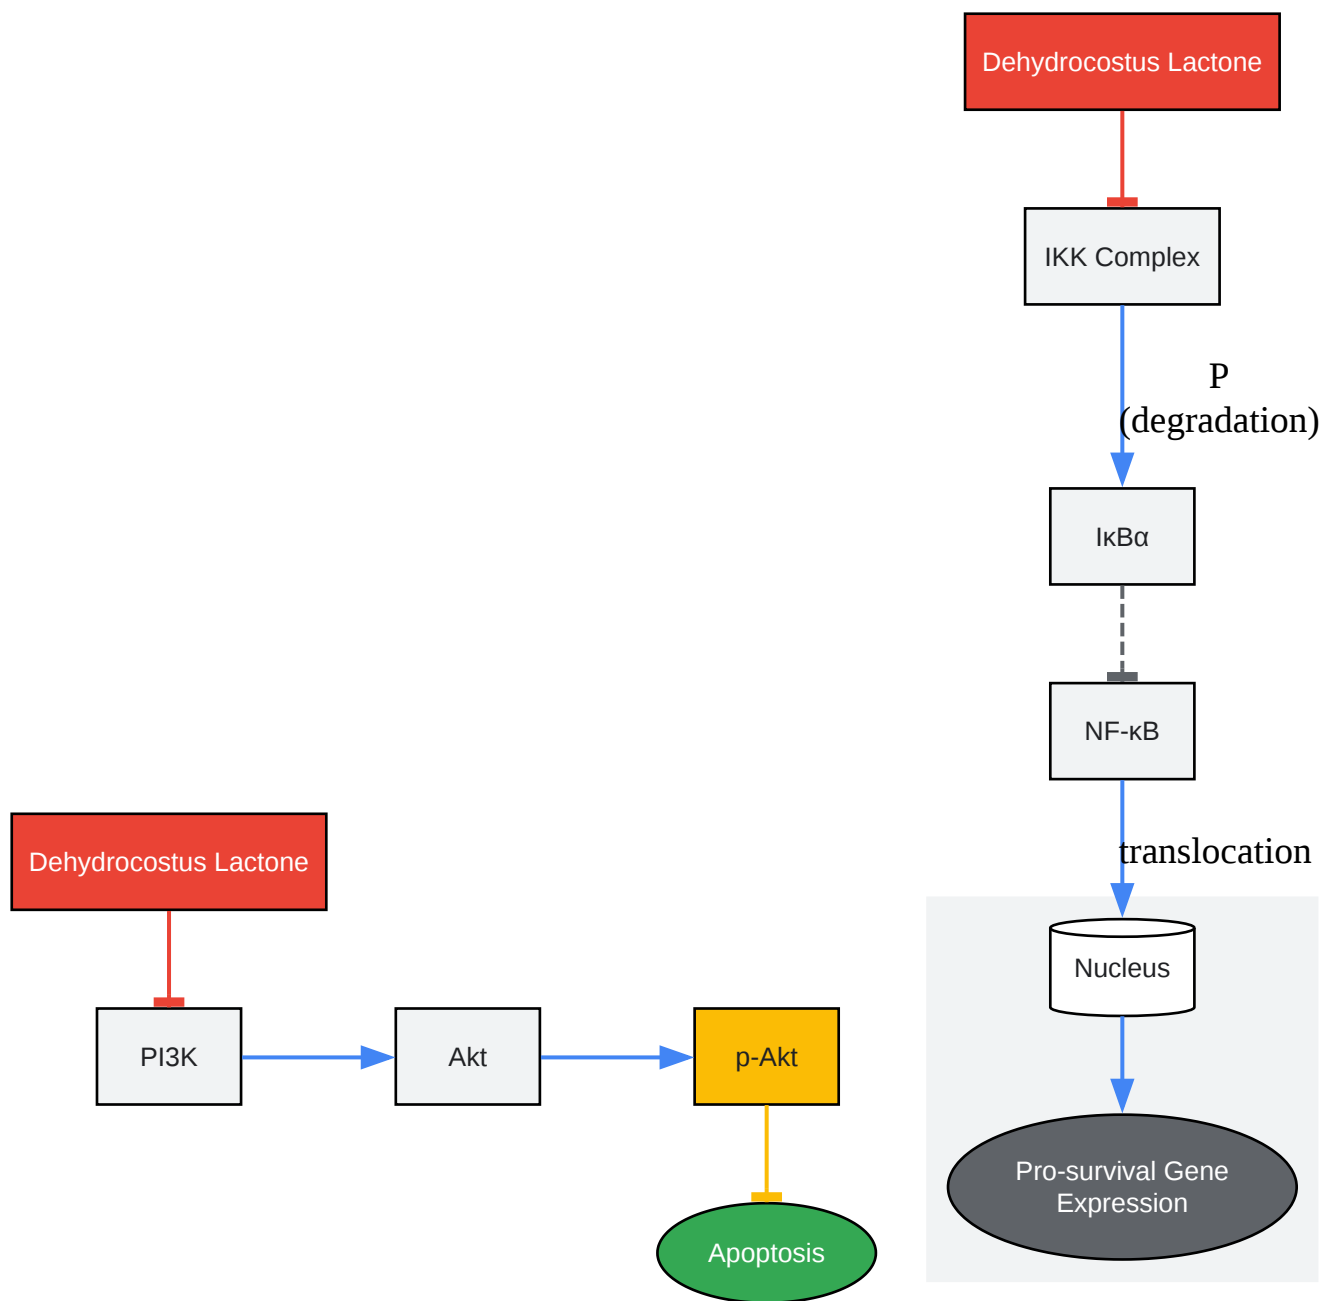 Dehydrocostus Lactone
IKK Complex
P
(degradation)
IκBα
NF-κB
translocation
Dehydrocostus Lactone
Nucleus
PI3K
Akt
p-Akt
Pro-survival Gene
Expression
Apoptosis